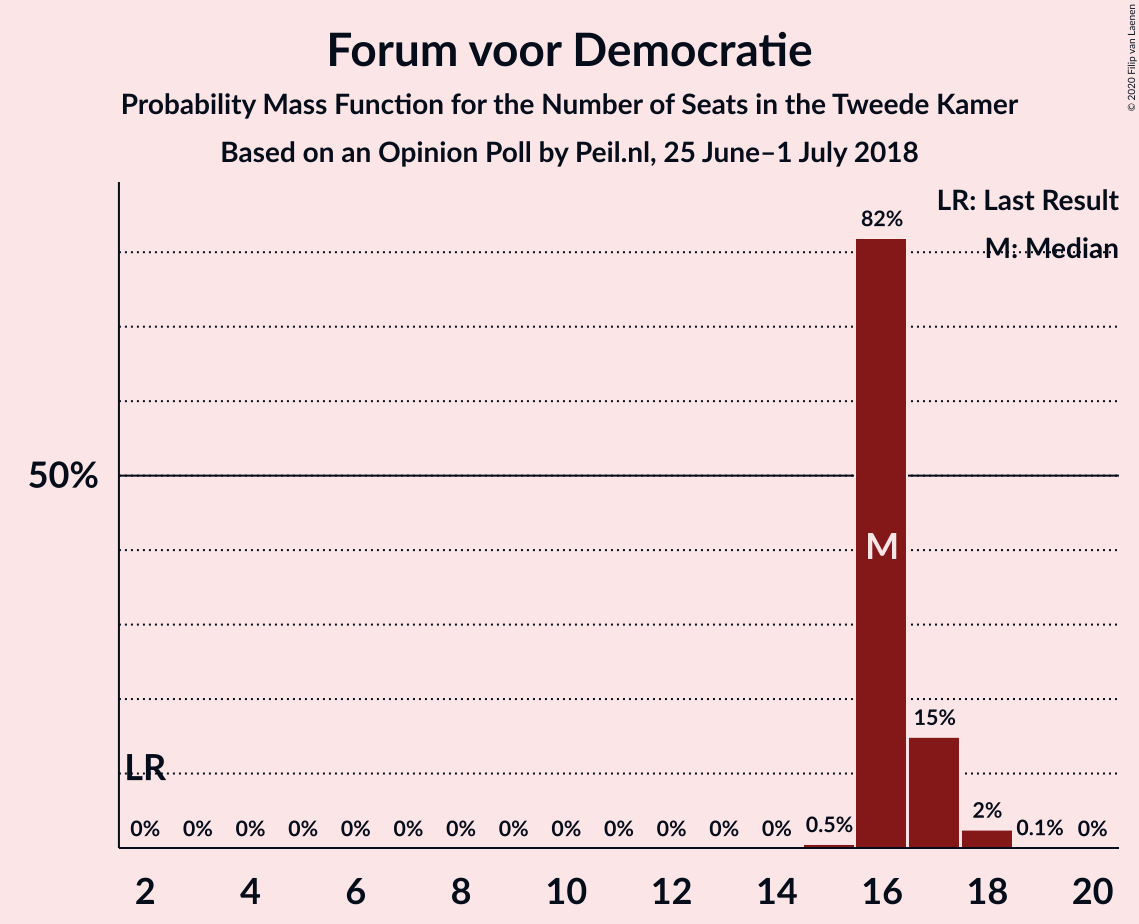 Forum voor Democratie
Probability Mass Function for the Number of Seats in the Tweede Kamer
Based on an Opinion Poll by Peil.nl, 25 June–1 July 2018
© 2020 Filip van Laenen
LR: Last Result
M: Median
82%
50%
M
15%
LR
0% 0% 0% 0% 0% 0% 0% 0% 0% 0% 0% 0% 0% 0.5% 2% 0.1% 0%
2 4 6 8 10 12 14 16 18 20